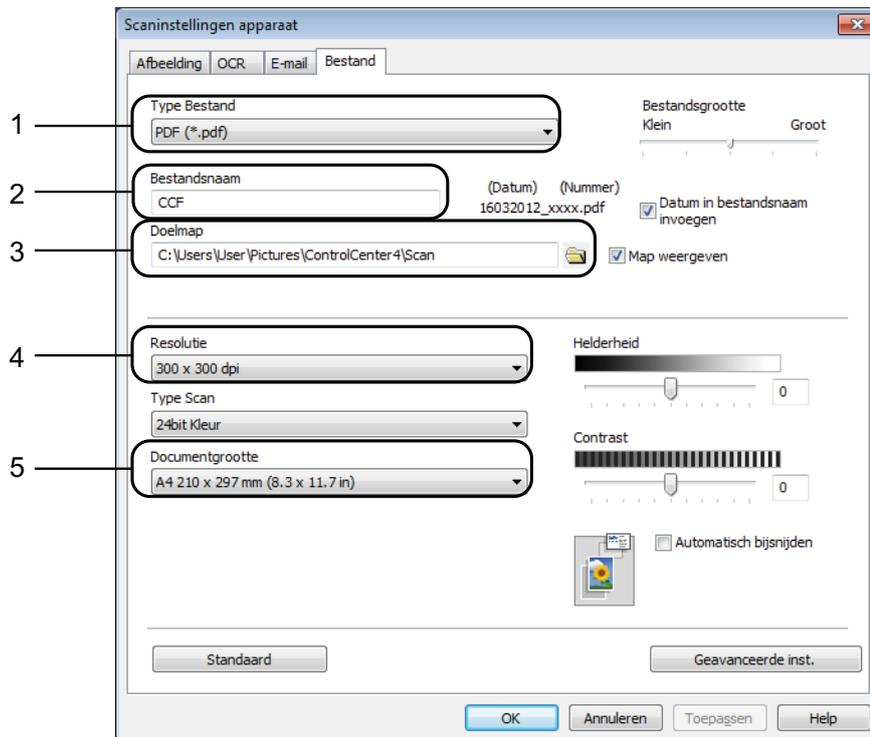 Scaninstellingen apparaat
Afbeelding OCR E-mail Bestand
1
Type Bestand
PDF (*.pdf)
Bestandsgrootte
Klein Groot
2
Bestandsnaam
CCF
(Datum) (Nummer)
16032012_xxxx.pdf
Datum in bestandsnaam
invoegen
3
Doelmap
C:\Users\User\Pictures\ControlCenter4\Scan
Map weergeven
4
Resolutie
300 x 300 dpi
Helderheid
0
Type Scan
24bit Kleur
Contrast
0
5
Documentgrootte
A4 210 x 297 mm (8.3 x 11.7 in)
Automatisch bijsnijden
Standaard
Geavanceerde inst.
OK Annuleren Toepassen Help